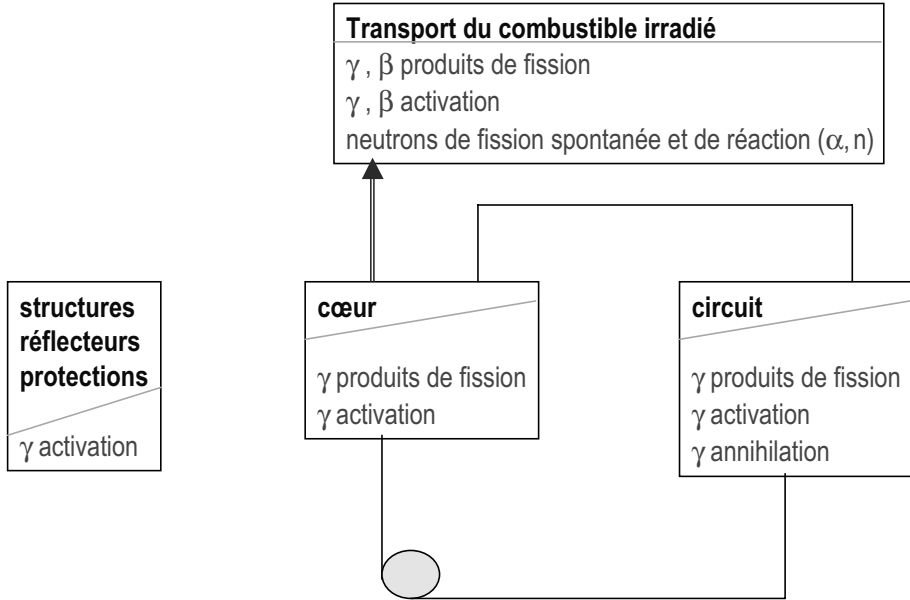 Transport du combustible irradié
γ , β produits de fission
γ , β activation
neutrons de fission spontanée et de réaction (α, n)
structures
réflecteurs
protections
γ activation
cœur
γ produits de fission
γ activation
circuit
γ produits de fission
γ activation
γ annihilation